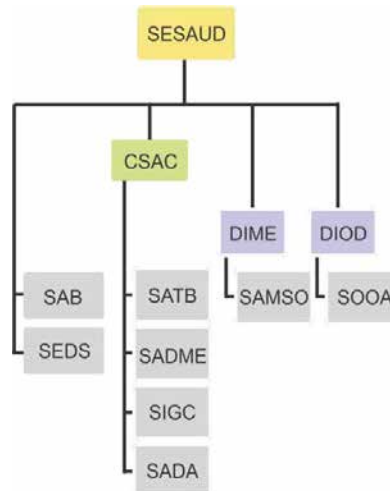 SESAUD
CSAC
DIME
DIOD
SAB
SATB
SAMSO
SOOA
SEDS
SADME
SIGC
SADA